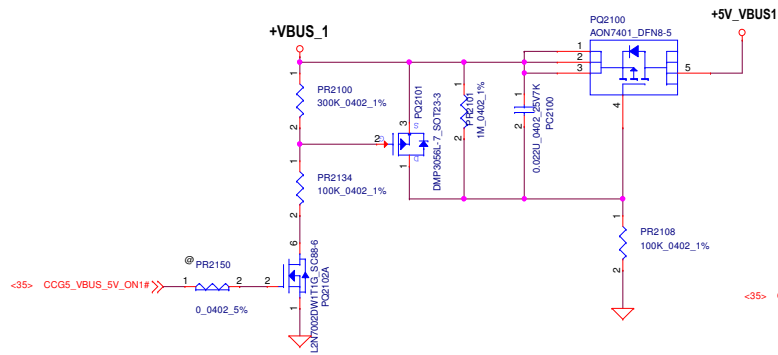 PQ2100
AON7401_DFN8-5
+5V_VBUS1
+VBUS_1
1
2
3
5
4
1
PR2100
300K_0402_1%
2
3
S
2
G
D
1
PQ2101
DMP3056L-7_SOT23-3
1
2
PR2101
1M_0402_1%
1
2
0.022U_0402_25V7K
PC2100
1
PR2134
100K_0402_1%
2
1
PR2108
100K_0402_1%
2
@
PR2150
1
2
0_0402_5%
<35>
CCG5_VBUS_5V_ON1#
6
2
1
L2N7002DW1T1G_SC88-6
PQ2102A
<35>